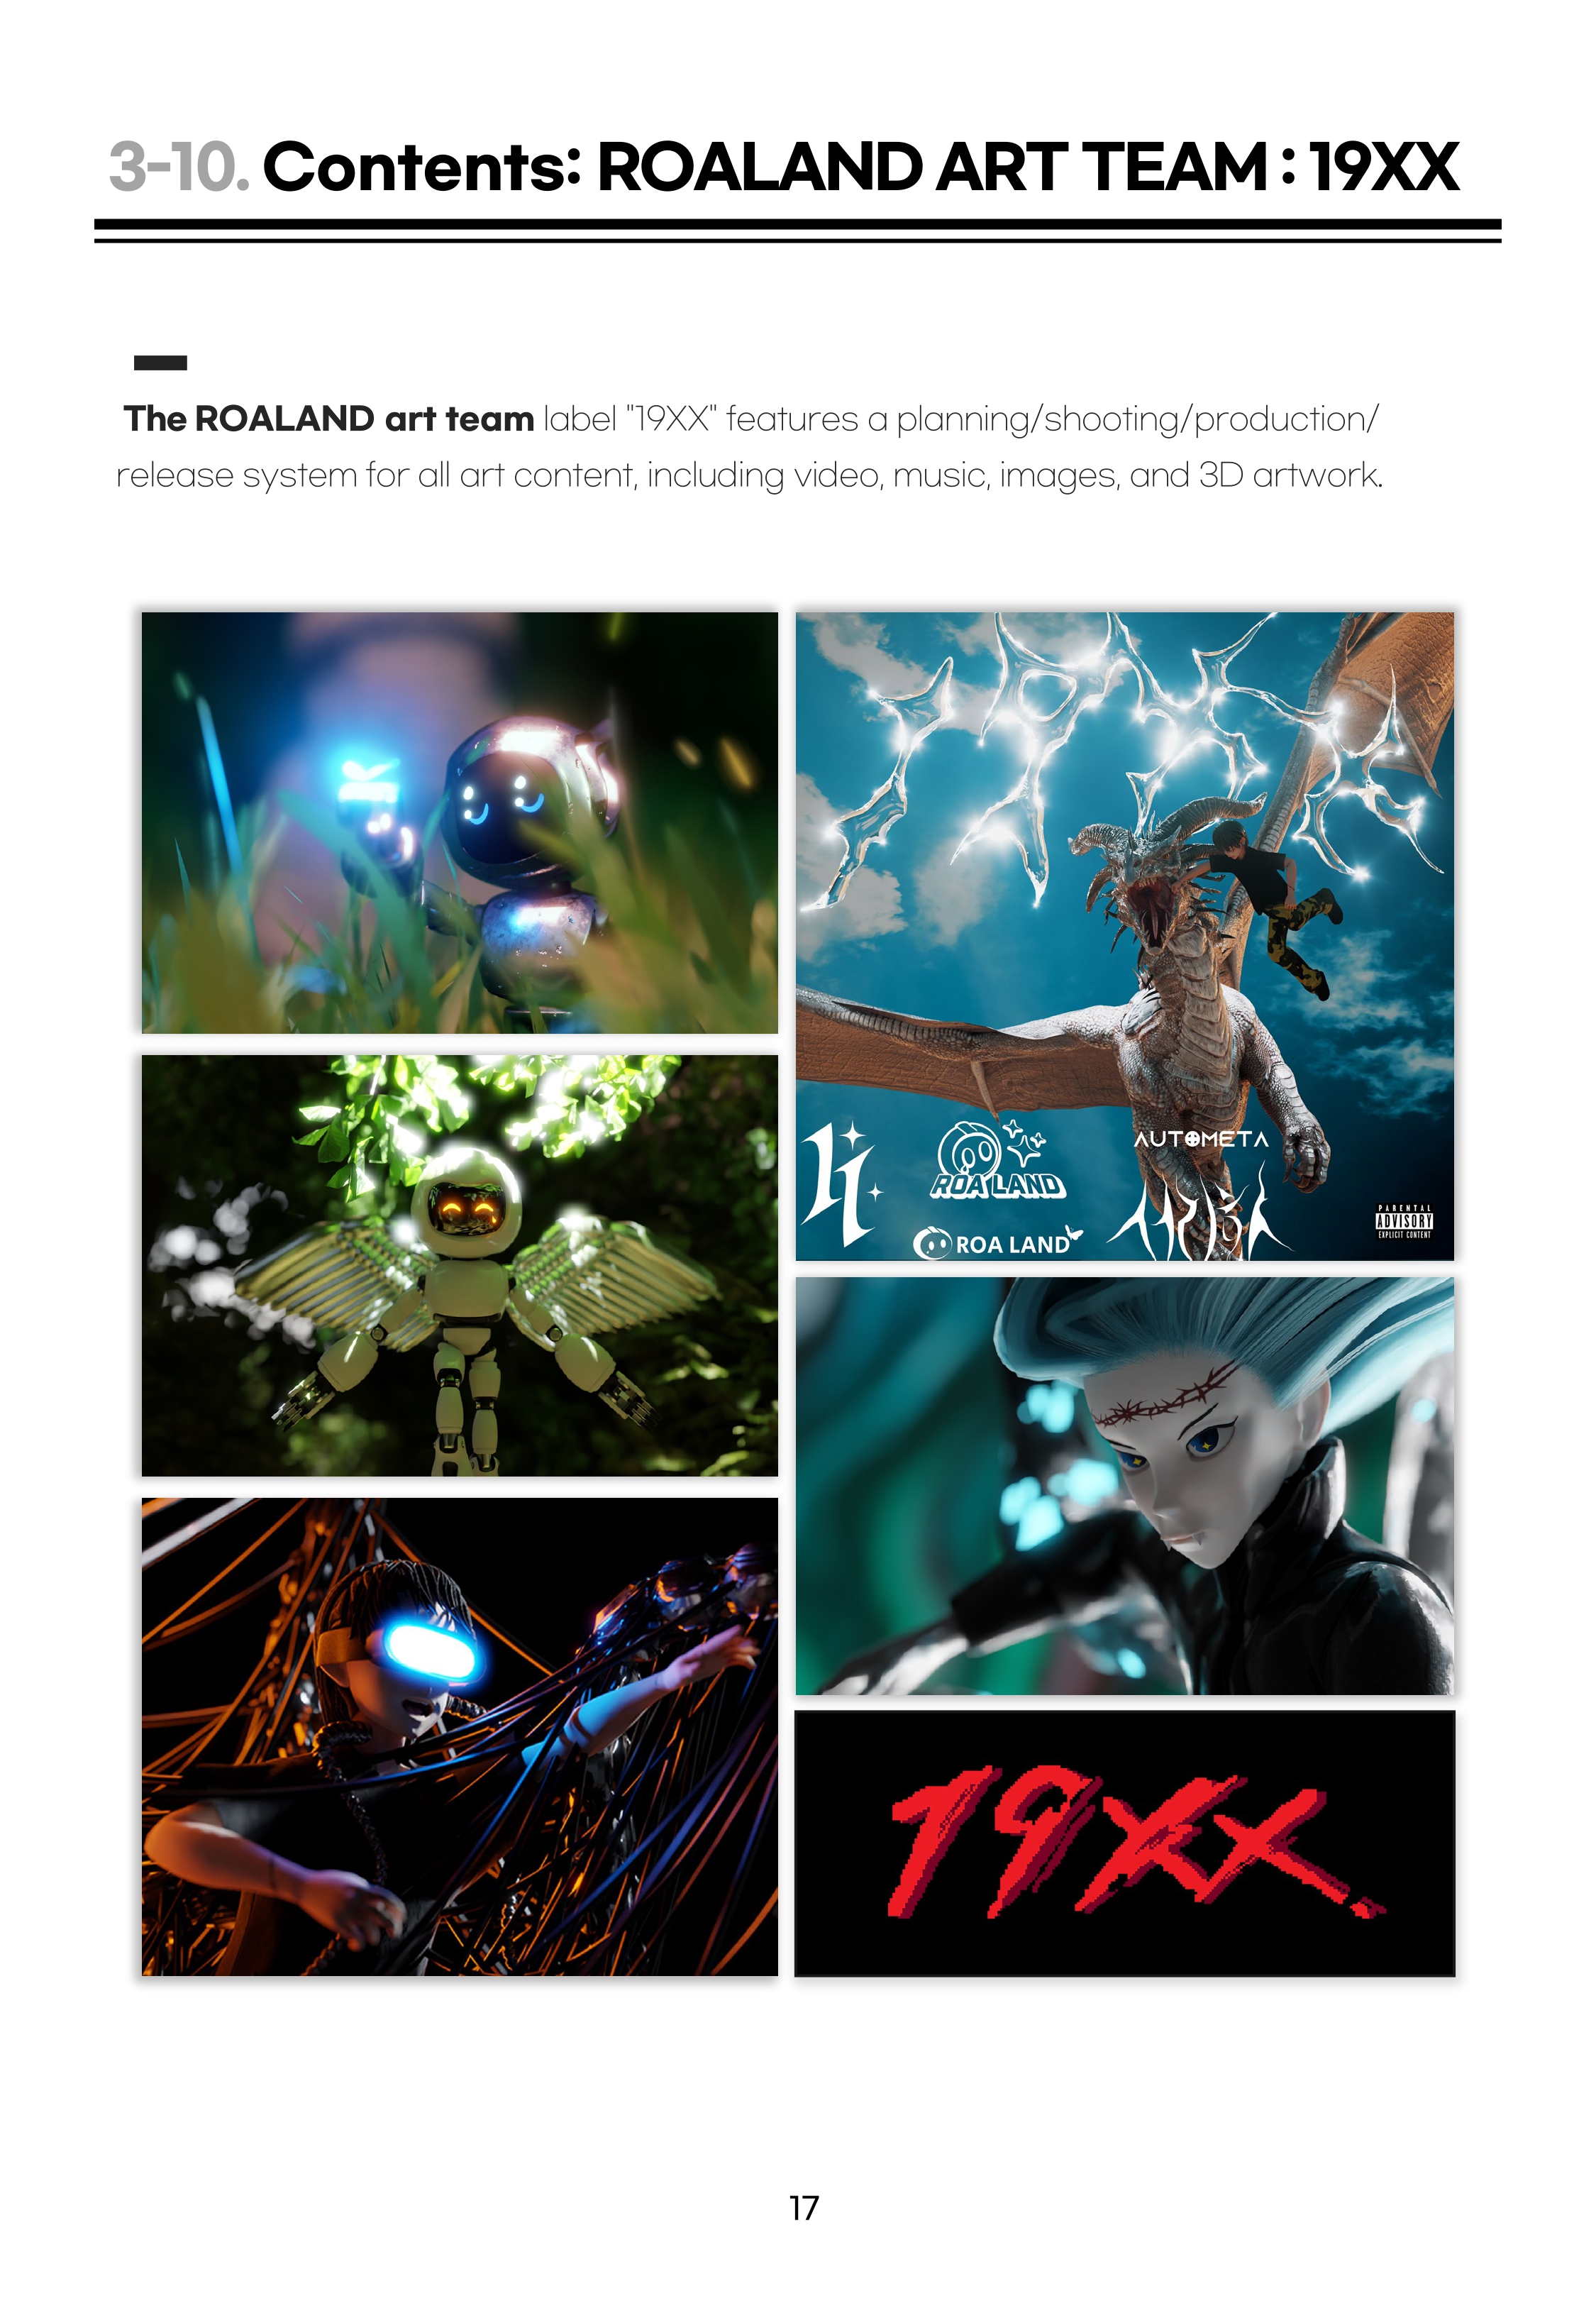 3-10. Contents: ROALAND ART TEAM : 19XX
The ROALAND art team label "19XX" features a planning/shooting/production/
release system for all art content, including video, music, images, and 3D artwork.
ROA LAND
ROA LAND
AUTOMETA
PARENTAL
ADVISORY
EXPLICIT CONTENT
19XX
17